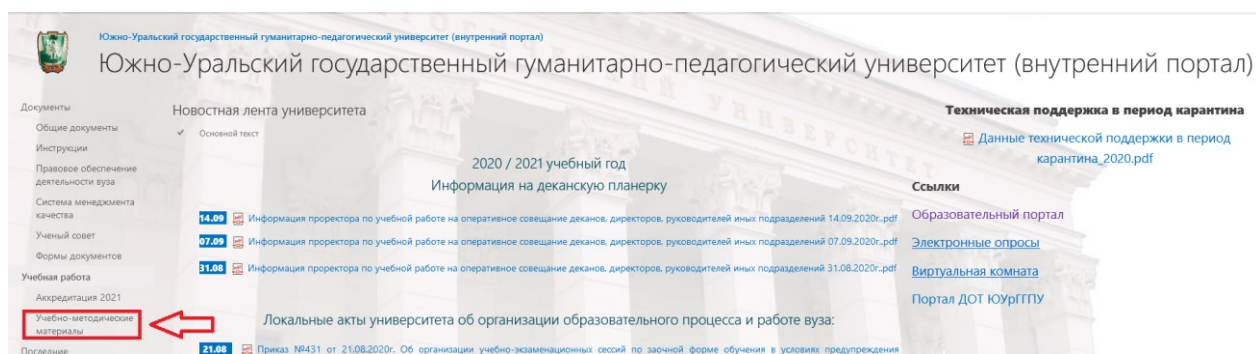 Южно-Уральский государственный гуманитарно-педагогический университет (внутренний портал)
Южно-Уральский государственный гуманитарно-педагогический университет (внутренний портал)
Документы
Общие документы
Инструкции
Правовое обеспечение
деятельности вуза
Система менеджмента
качества
Ученый совет
Формы документов
Учебная работа
Аккредитация 2021
Учебно-методические
материалы
Последние
Новостная лента университета
Основной текст
2020 / 2021 учебный год
Информация на деканскую планерку
14.09 Информация проректора по учебной работе на оперативное совещание деканов, директоров, руководителей иных подразделений 14.09.2020г..pdf
07.09 Информация проректора по учебной работе на оперативное совещание деканов, директоров, руководителей иных подразделений 07.09.2020г..pdf
31.08 Информация проректора по учебной работе на оперативное совещание деканов, директоров, руководителей иных подразделений 31.08.2020г..pdf
Локальные акты университета об организации образовательного процесса и работе вуза:
21.08 Приказ №431 от 21.08.2020г. Об организации учебно-экзаменационных сессий по заочной форме обучения в условиях предупреждения
Техническая поддержка в период карантина
Данные технической поддержки в период
карантина_2020.pdf
Ссылки
Образовательный портал
Электронные опросы
Виртуальная комната
Портал ДОТ ЮУрГГПУ